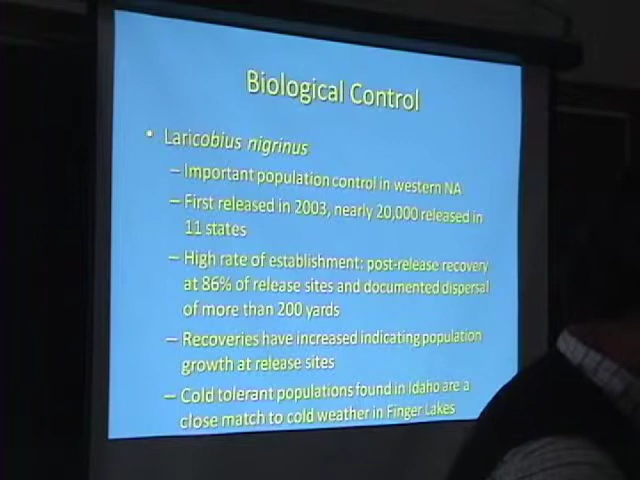 Biological Control
• Laricobius nigrinus
– Important population control in western NA
– First released in 2003, nearly 20,000 released in
11 states
– High rate of establishment: post-release recovery
at 86% of release sites and documented dispersal
of more than 200 yards
– Recoveries have increased indicating population
growth at release sites
– Cold tolerant populations found in Idaho are a
close match to cold weather in Finger Lakes